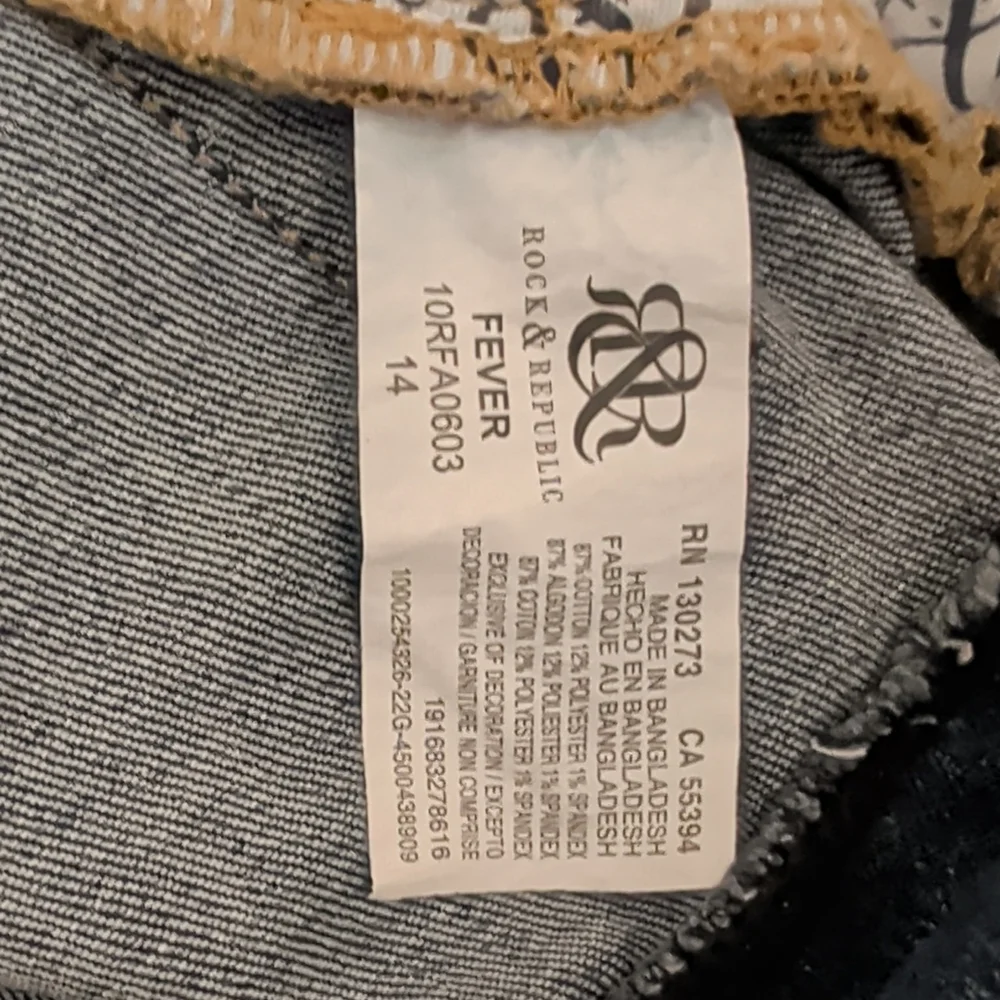 R&R
ROCK & REPUBLIC
FEVER
10RFA0603
14
RN 130273 CA 55394
MADE IN BANGLADESH
HECHO EN BANGLADESH
FABRIQUE AU BANGLADESH
87% COTTON 12% POLYESTER 1% SPANDEX
87% ALGODON 12% POLIESTER 1% SPANDEX
87% COTON 12% POLYESTER 1% SPANDEX
EXCLUSIVE OF DECORATION / EXCEPTO
DECORACION / GARNITURE NON COMPRISE
191683278616
1000254326-22G-4500438909